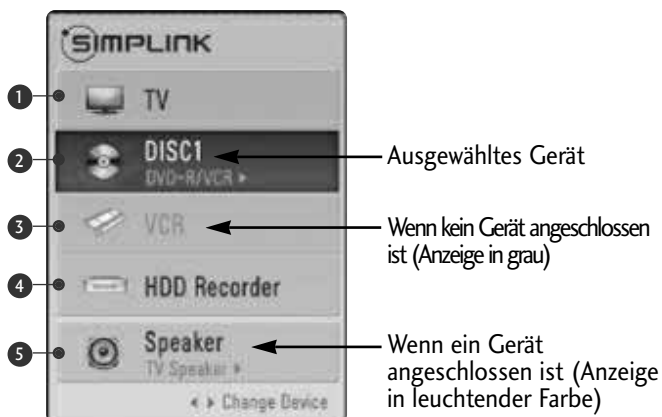 SIMPLINK
1 TV
2 DISC1
DVD-R/VCR ▸
Ausgewähltes Gerät
3 VCR
Wenn kein Gerät angeschlossen
ist (Anzeige in grau)
4 HDD Recorder
5 Speaker
TV Speaker ▸
Wenn ein Gerät
angeschlossen ist (Anzeige
in leuchtender Farbe)
◂ ▸ Change Device